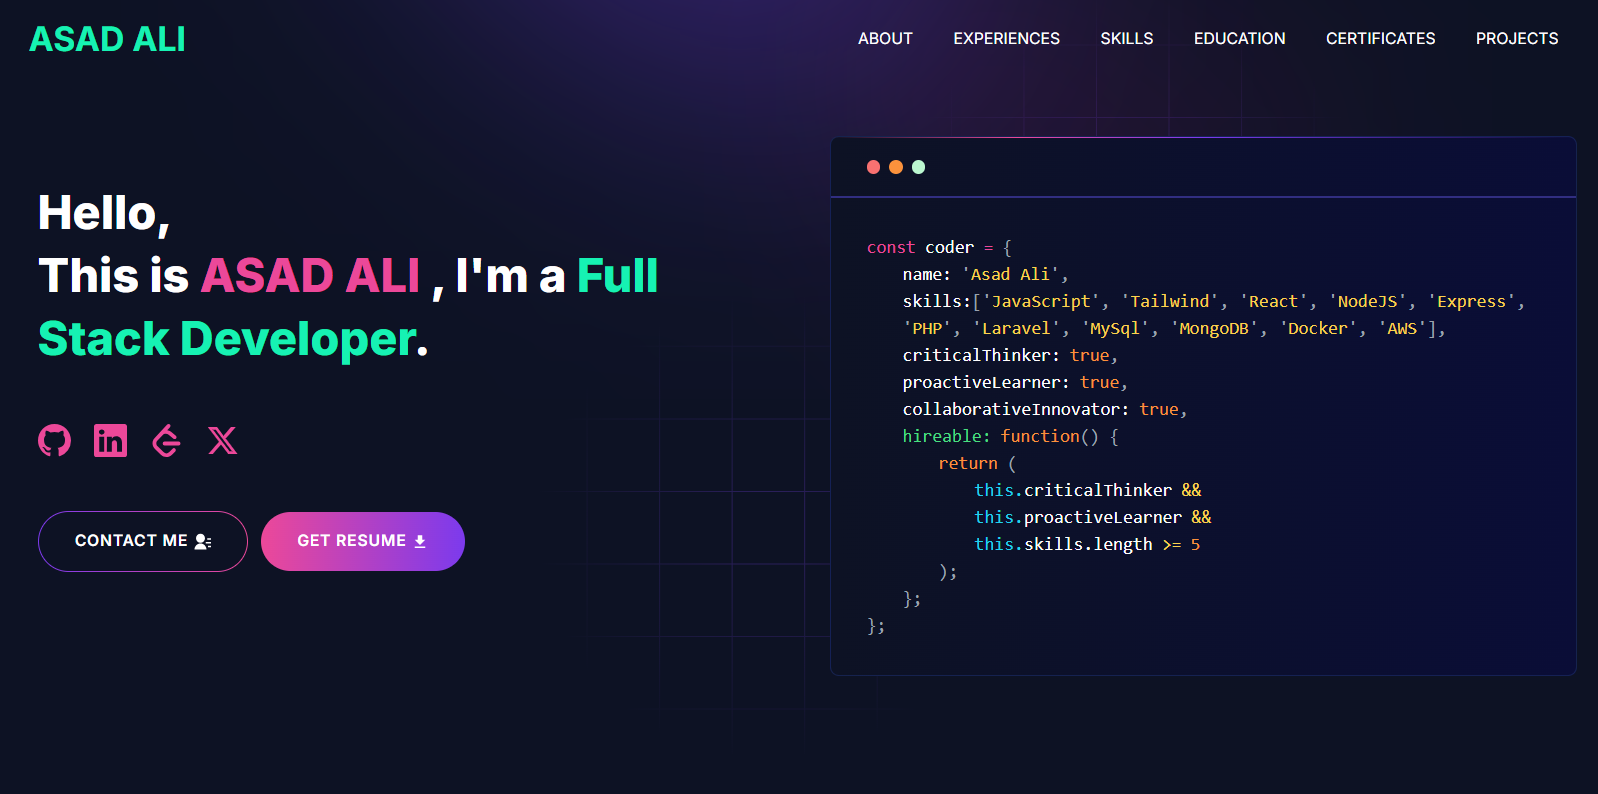 ASAD ALI
ABOUT EXPERIENCES SKILLS EDUCATION CERTIFICATES PROJECTS
Hello,
This is ASAD ALI , I'm a Full
Stack Developer.
CONTACT ME
GET RESUME
const coder = {
name: 'Asad Ali',
skills:['JavaScript', 'TailWind', 'React', 'NodeJS', 'Express',
'PHP', 'Laravel', 'MySql', 'MongoDB', 'Docker', 'AWS'],
criticalThinker: true,
proactiveLearner: true,
collaborativeInnovator: true,
hireable: function() {
return (
this.criticalThinker &&
this.proactiveLearner &&
this.skills.length >= 5
);
};
};